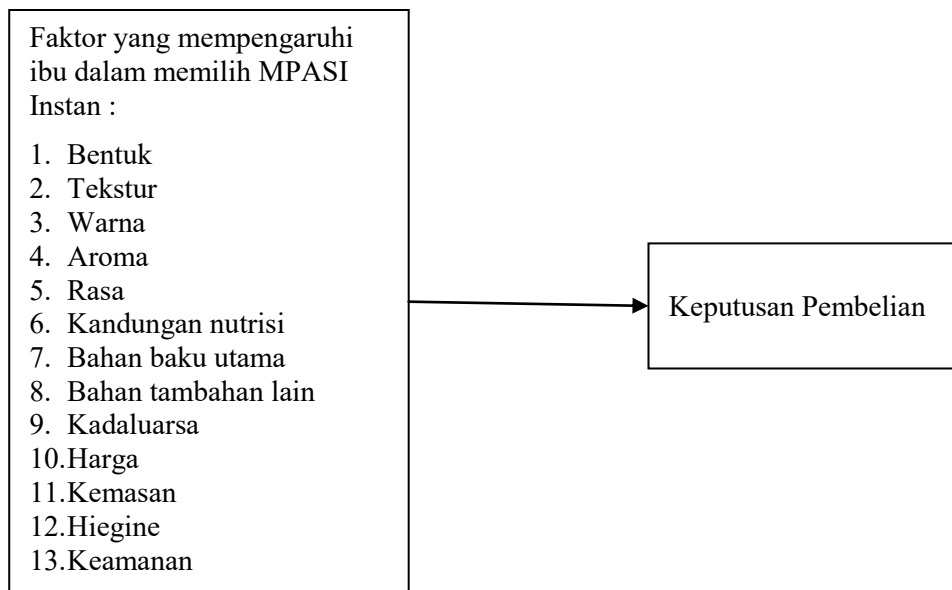 Faktor yang mempengaruhi
ibu dalam memilih MPASI
Instan :
1. Bentuk
2. Tekstur
3. Warna
4. Aroma
5. Rasa
6. Kandungan nutrisi
7. Bahan baku utama
8. Bahan tambahan lain
9. Kadaluarsa
10.Harga
11.Kemasan
12.Hiegine
13.Keamanan
Keputusan Pembelian